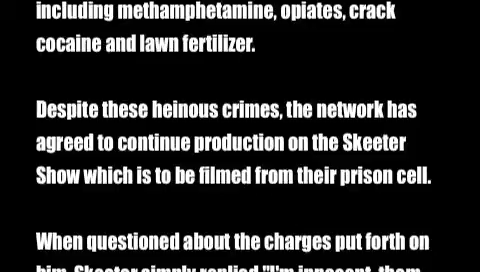 including methamphetamine, opiates, crack
cocaine and lawn fertilizer.
Despite these heinous crimes, the network has
agreed to continue production on the Skeeter
Show which is to be filmed from their prison cell.
When questioned about the charges put forth on
him, Skeeter simply replied "I'm innocent, them